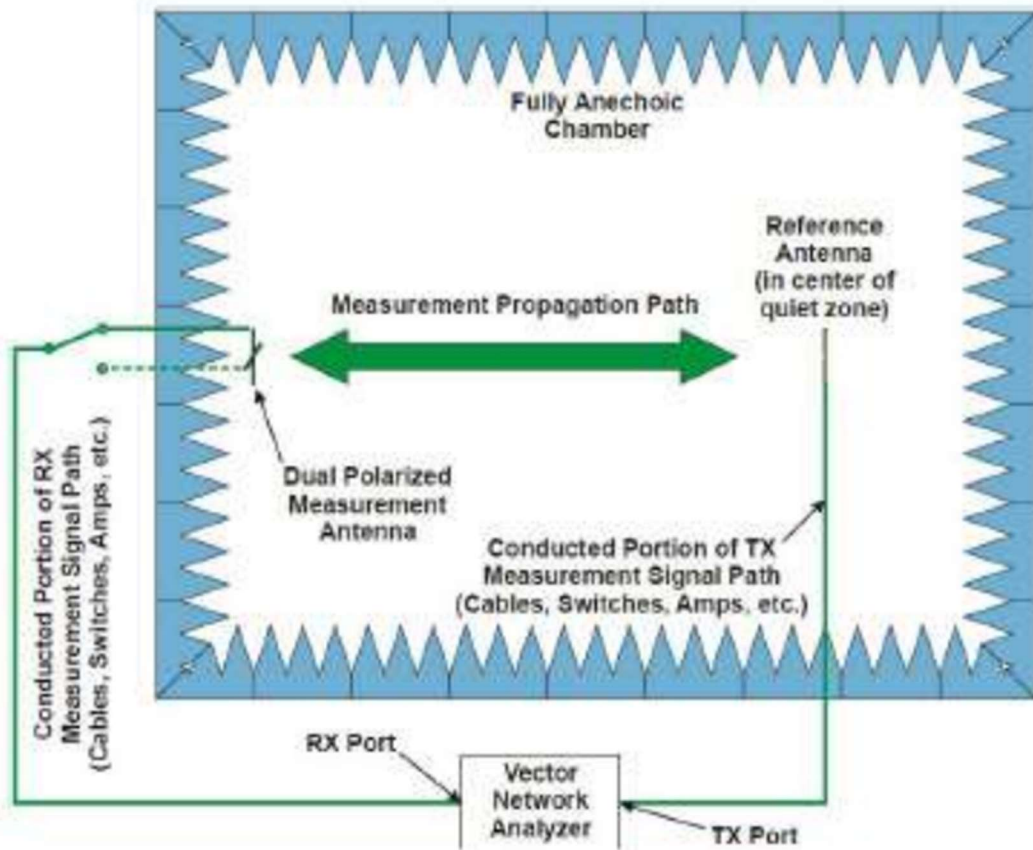 Fully Anechoic
Chamber
Reference
Antenna
(in center of
quiet zone)
Measurement Propagation Path
Dual Polarized
Measurement
Antenna
Conducted Portion of RX
Measurement Signal Path
(Cables, Switches, Amps, etc.)
Conducted Portion of TX
Measurement Signal Path
(Cables, Switches, Amps, etc.)
RX Port
Vector
Network
Analyzer
TX Port